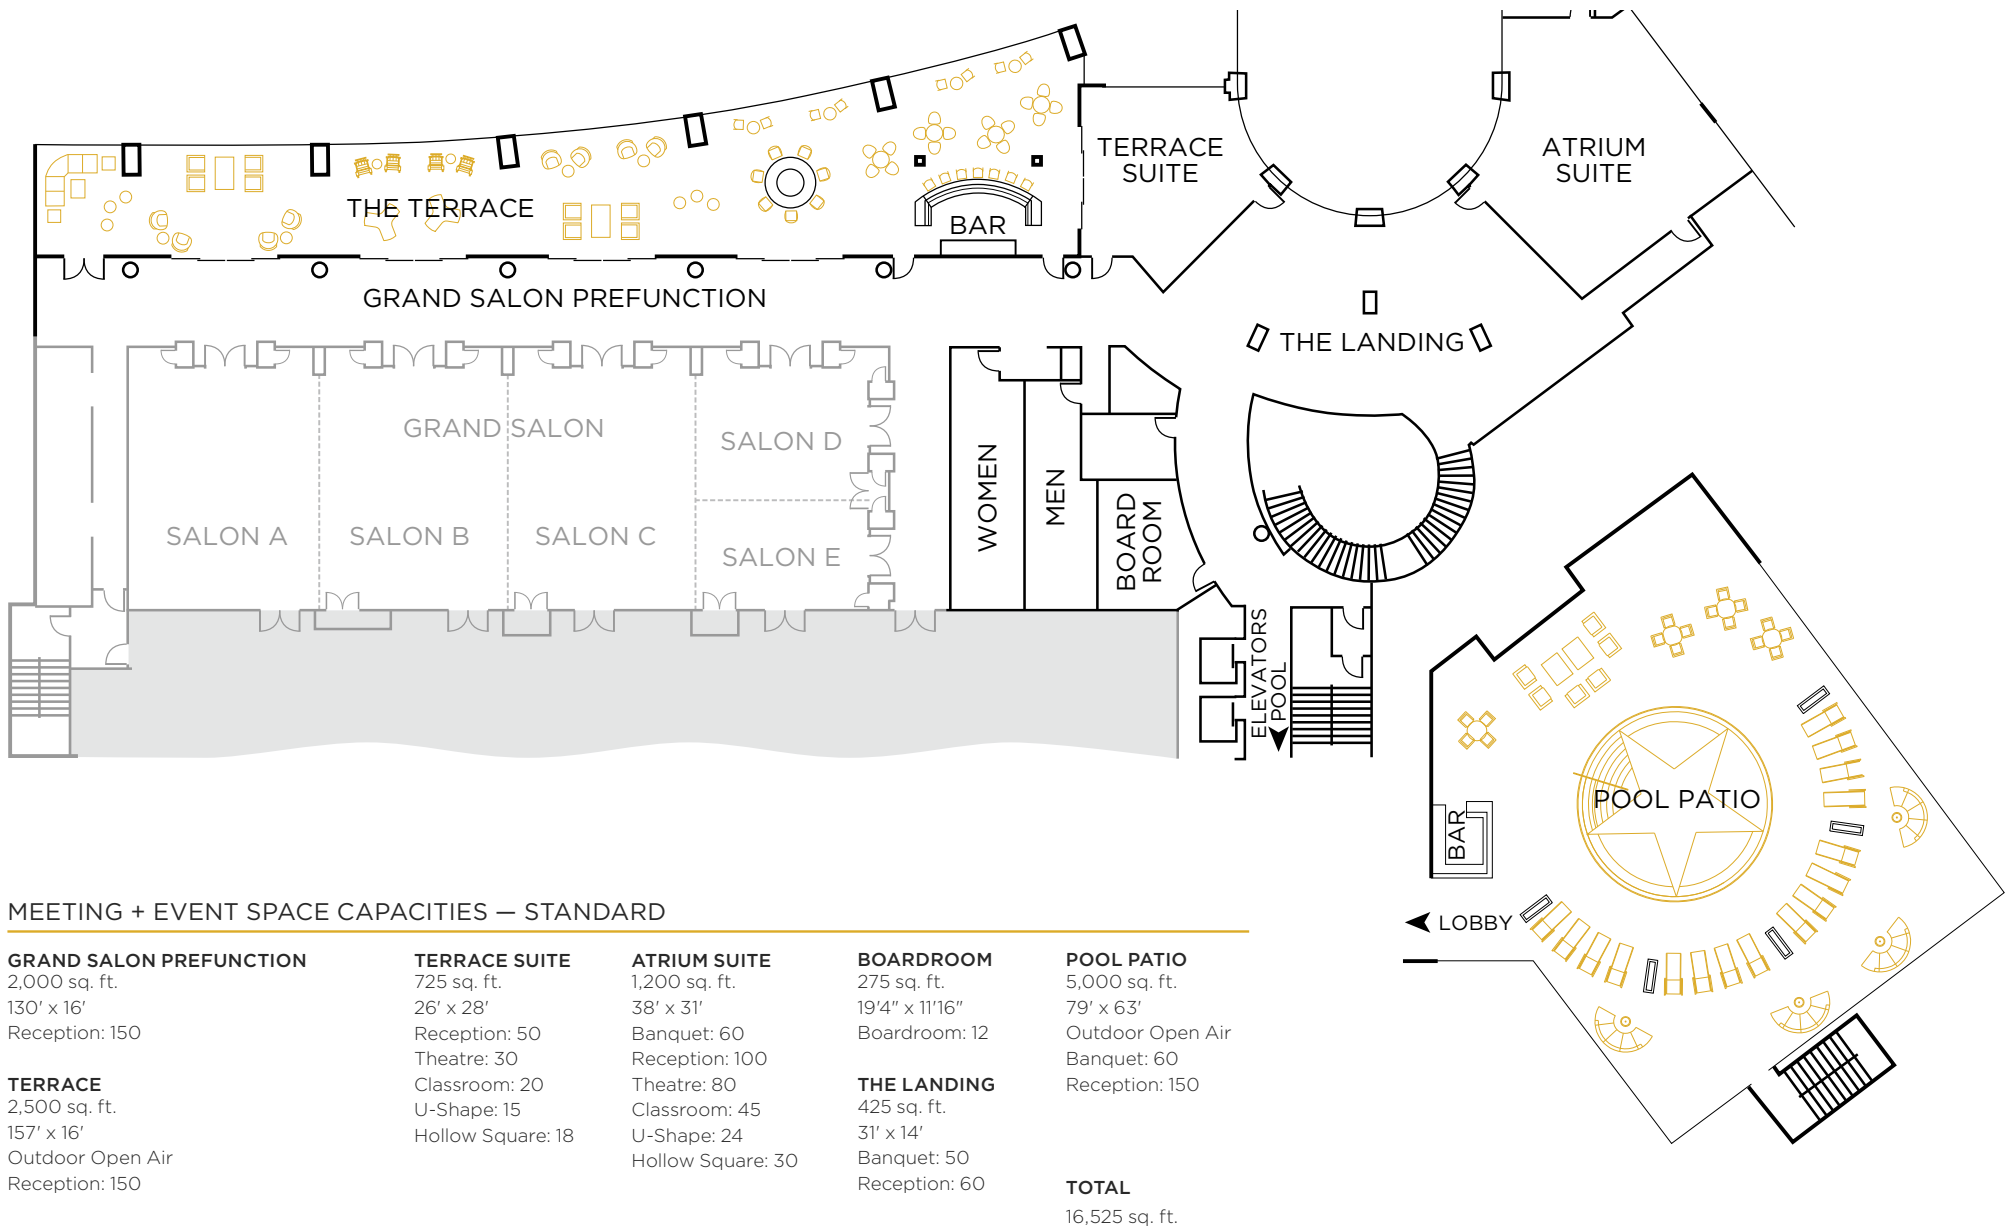 TERRACE
SUITE
ATRIUM
SUITE
THE TERRACE
BAR
GRAND SALON PREFUNCTION
THE LANDING
GRAND SALON
SALON A
SALON B
SALON C
SALON D
SALON E
WOMEN
MEN
BOARD
ROOM
ELEVATORS
POOL
POOL PATIO
BAR
LOBBY
MEETING + EVENT SPACE CAPACITIES — STANDARD
GRAND SALON PREFUNCTION
2,000 sq. ft.
130' x 16'
Reception: 150
TERRACE
2,500 sq. ft.
157' x 16'
Outdoor Open Air
Reception: 150
TERRACE SUITE
725 sq. ft.
26' x 28'
Reception: 50
Theatre: 30
Classroom: 20
U-Shape: 15
Hollow Square: 18
ATRIUM SUITE
1,200 sq. ft.
38' x 31'
Banquet: 60
Reception: 100
Theatre: 80
Classroom: 45
U-Shape: 24
Hollow Square: 30
BOARDROOM
275 sq. ft.
19'4" x 11'16"
Boardroom: 12
THE LANDING
425 sq. ft.
31' x 14'
Banquet: 50
Reception: 60
POOL PATIO
5,000 sq. ft.
79' x 63'
Outdoor Open Air
Banquet: 60
Reception: 150
TOTAL
16,525 sq. ft.